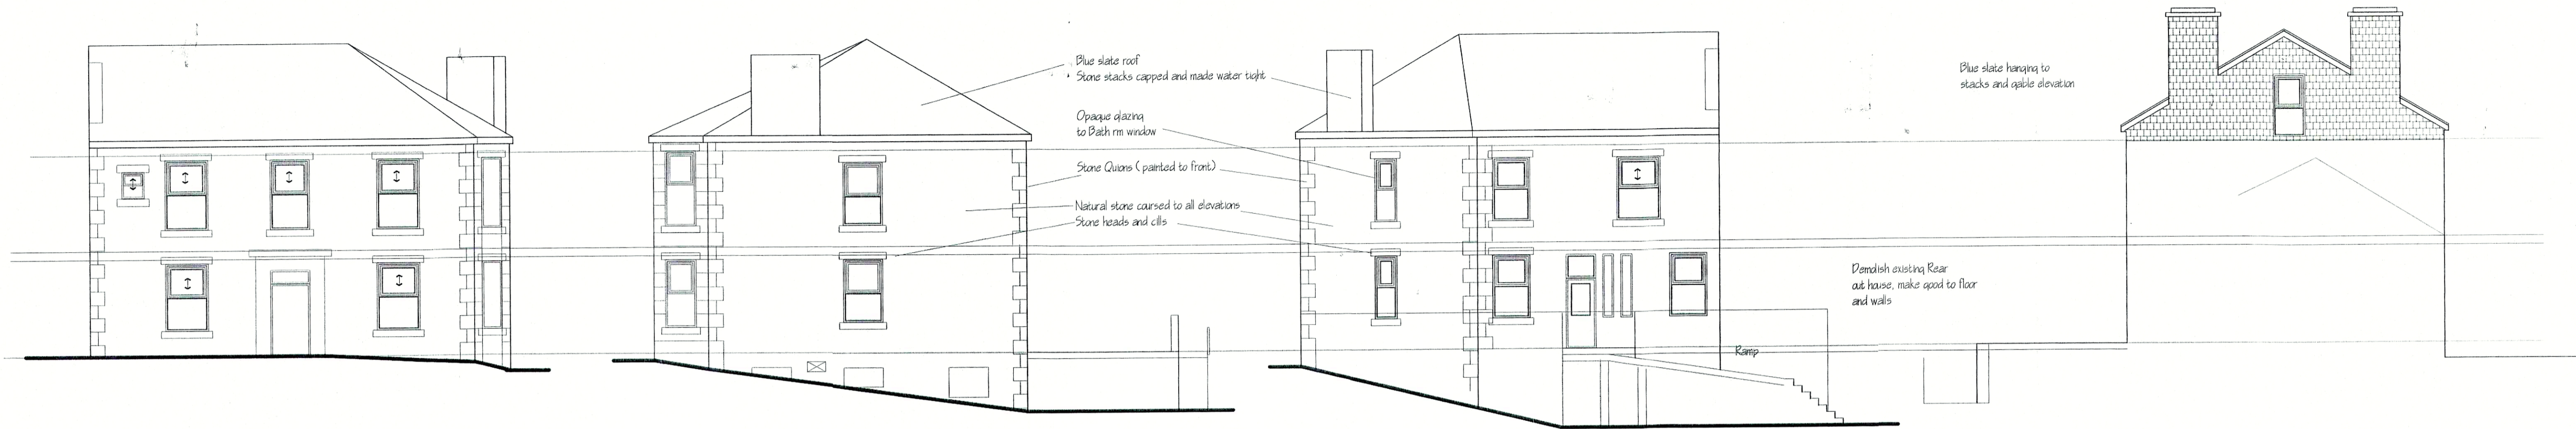 Blue slate roof
Stone stacks capped and made water tight
Opaque glazing
to Bath rm window
Stone Quions ( painted to front)
Natural stone coursed to all elevations
Stone heads and cills
Blue slate hanging to
stacks and gable elevation
Demolish existing Rear
out house, make good to floor
and walls
Ramp